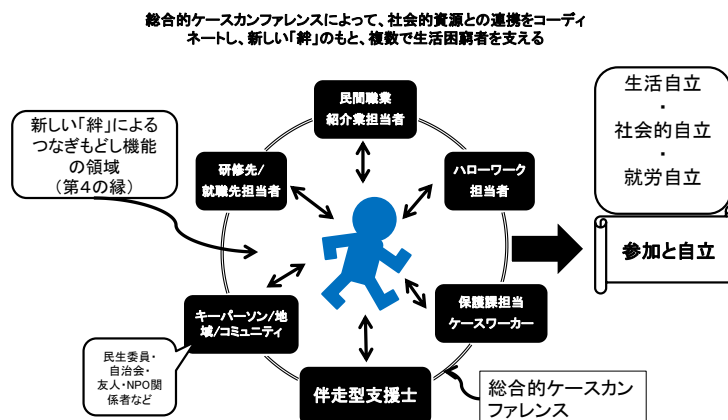 総合的ケースカンファレンスによって、社会的資源との連携をコーディ
ネートし、新しい「絆」のもと、複数で生活困窮者を支える
民間職業
紹介業担当者
生活自立
・
社会的自立
・
就労自立
新しい「絆」による
つなぎもどし機能
の領域
(第4の縁)
研修先/
就職先担当者
ハローワーク
担当者
参加と自立
キーパーソン/地
域/コミュニティ
保護課担当
ケースワーカー
民生委員・
自治会・
友人・NPO関
係者など
伴走型支援士
総合的ケースカン
ファレンス